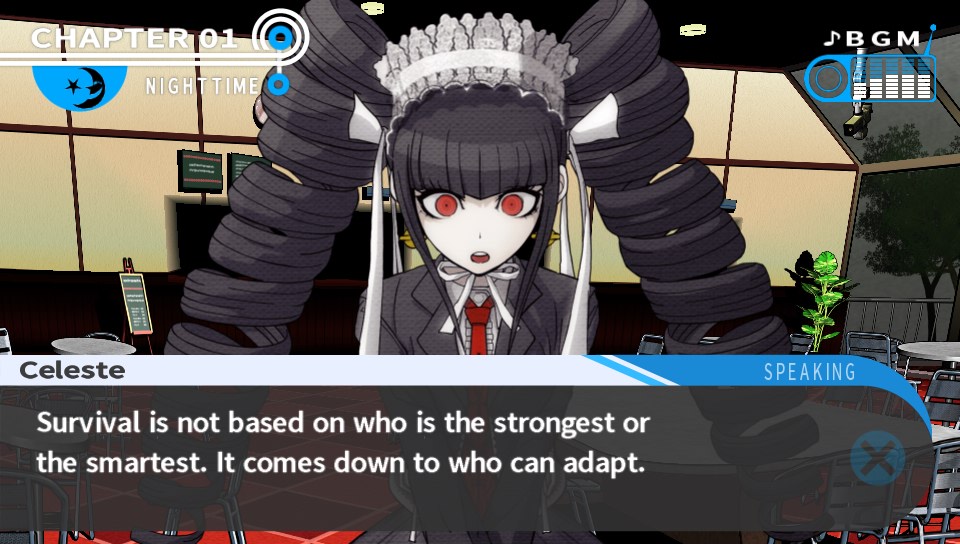 CHAPTER 01
♪BGM
NIGHTTIME
Celeste
SPEAKING
Survival is not based on who is the strongest or
the smartest. It comes down to who can adapt.